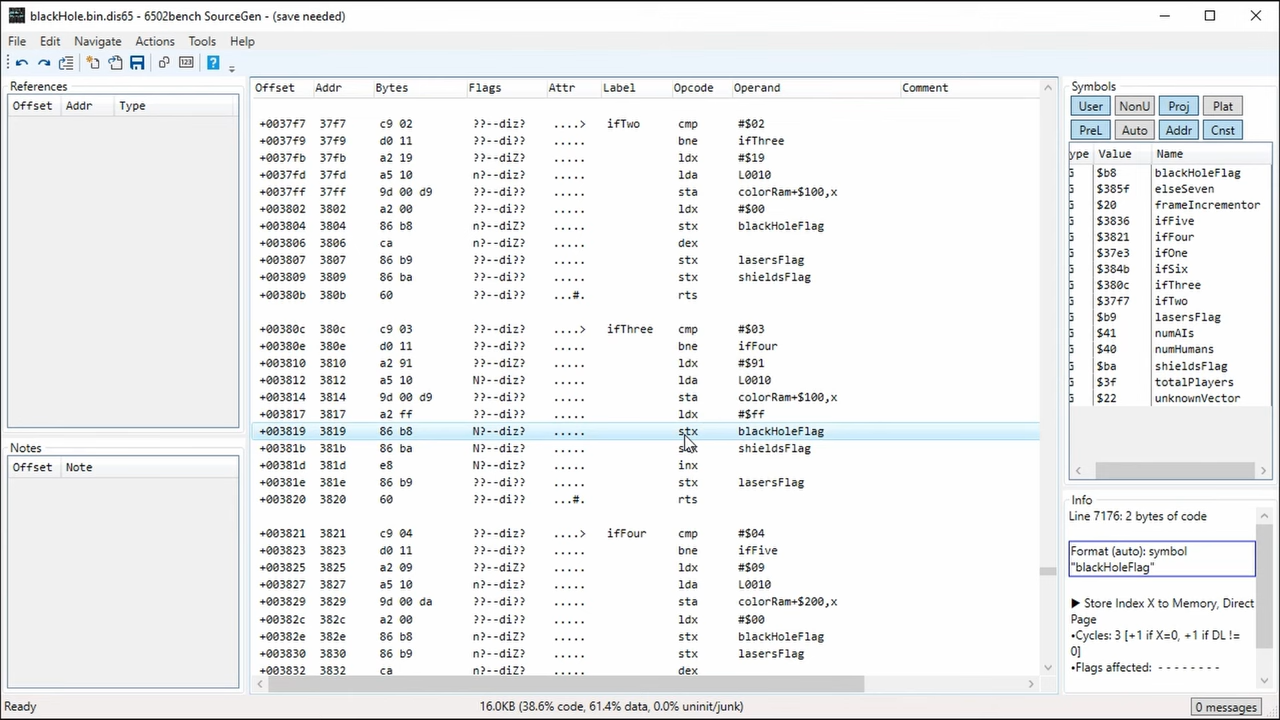 blackHole.bin.dis65 - 6502bench SourceGen - (save needed)
File Edit Navigate Actions Tools Help
References
Offset Addr Type
Notes
Offset Note
Offset Addr Bytes Flags Attr Label Opcode Operand Comment
+0037f7 37f7 c9 02 ??--diz? ....> ifTwo cmp #$02
+0037f9 37f9 d0 11 ??--diz? ..... bne ifThree
+0037fb 37fb a2 19 ??--diZ? ..... ldx #$19
+0037fd 37fd a5 10 n?--diz? ..... lda L0010
+0037ff 37ff 9d 00 d9 ??--di?? ..... sta colorRam+$100,x
+003802 3802 a2 00 ??--di?? ..... ldx #$00
+003804 3804 86 b8 n?--diZ? ..... stx blackHoleFlag
+003806 3806 ca n?--diZ? ..... dex
+003807 3807 86 b9 ??--di?? ..... stx lasersFlag
+003809 3809 86 ba ??--di?? ..... stx shieldsFlag
+00380b 380b 60 ??--di?? ...#. rts
+00380c 380c c9 03 ??--diz? ....> ifThree cmp #$03
+00380e 380e d0 11 ??--di?? ..... bne ifFour
+003810 3810 a2 91 ??--diZ? ..... ldx #$91
+003812 3812 a5 10 N?--diz? ..... lda L0010
+003814 3814 9d 00 d9 ??--di?? ..... sta colorRam+$100,x
+003817 3817 a2 ff ??--di?? ..... ldx #$ff
+003819 3819 86 b8 N?--diz? ..... stx blackHoleFlag
+00381b 381b 86 ba N?--diz? ..... shieldsFlag
+00381d 381d e8 N?--diz? ..... inx
+00381e 381e 86 b9 ??--di?? ..... stx lasersFlag
+003820 3820 60 ??--di?? ...#. rts
+003821 3821 c9 04 ??--diz? ....> ifFour cmp #$04
+003823 3823 d0 11 ??--di?? ..... bne ifFive
+003825 3825 a2 09 ??--diZ? ..... ldx #$09
+003827 3827 a5 10 n?--diz? ..... lda L0010
+003829 3829 9d 00 da ??--di?? ..... sta colorRam+$200,x
+00382c 382c a2 00 ??--di?? ..... ldx #$00
+00382e 382e 86 b8 n?--diZ? ..... stx blackHoleFlag
+003830 3830 86 b9 n?--diZ? ..... stx lasersFlag
+003832 3832 ca n?--diZ? ..... dex
Symbols
User NonU Proj Plat
PreL Auto Addr Cnst
ype Value Name
$b8 blackHoleFlag
$385f elseSeven
$20 frameIncrementor
$3836 ifFive
$3821 ifFour
$37e3 ifOne
$384b ifSix
$380c ifThree
$37f7 ifTwo
$b9 lasersFlag
$41 numAIs
$40 numHumans
$ba shieldsFlag
$3f totalPlayers
$22 unknownVector
Info
Line 7176: 2 bytes of code
Format (auto): symbol
"blackHoleFlag"
► Store Index X to Memory, Direct
Page
•Cycles: 3 [+1 if X=0, +1 if DL !=
0]
•Flags affected: - - - - - - - -
Ready
16.0KB (38.6% code, 61.4% data, 0.0% uninit/junk)
0 messages